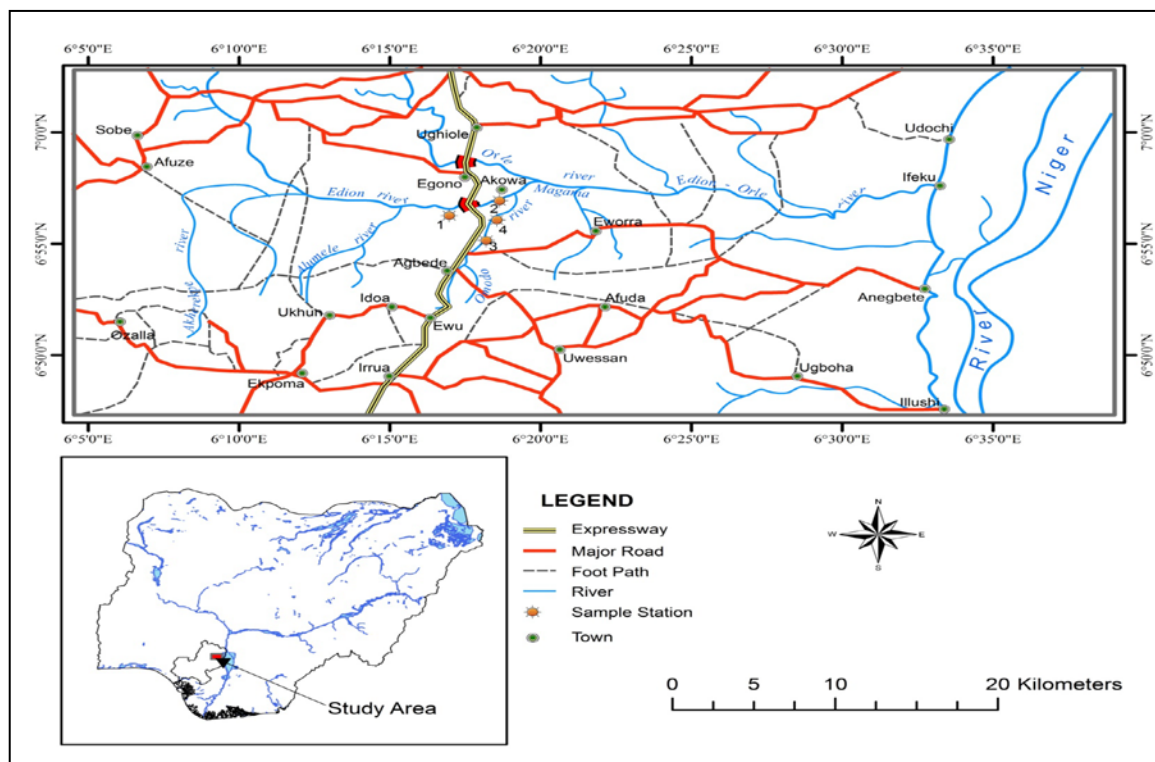 6°5'0"E 6°10'0"E 6°15'0"E 6°20'0"E 6°25'0"E 6°30'0"E 6°35'0"E
7°0'0"N
6°55'0"N
6°50'0"N
7°0'0"N
6°55'0"N
6°50'0"N
Sobe
Afuze
Ughiole
Udochi
Egono
Akowa
river
Magama
Edion river
Edion - Orle river
Ifeku
River Niger
1
2
4
3
river
Eworra
river
river
Agbede
Omodo
Anegbete
Ukhun
Idoa
Ewu
Afuda
Ozalla
Uwessan
Ekpoma
Irrua
Ugboha
Illushi
6°5'0"E 6°10'0"E 6°15'0"E 6°20'0"E 6°25'0"E 6°30'0"E 6°35'0"E
Study Area
LEGEND
Expressway
Major Road
Foot Path
River
Sample Station
Town
N
W E
S
0 5 10 20 Kilometers